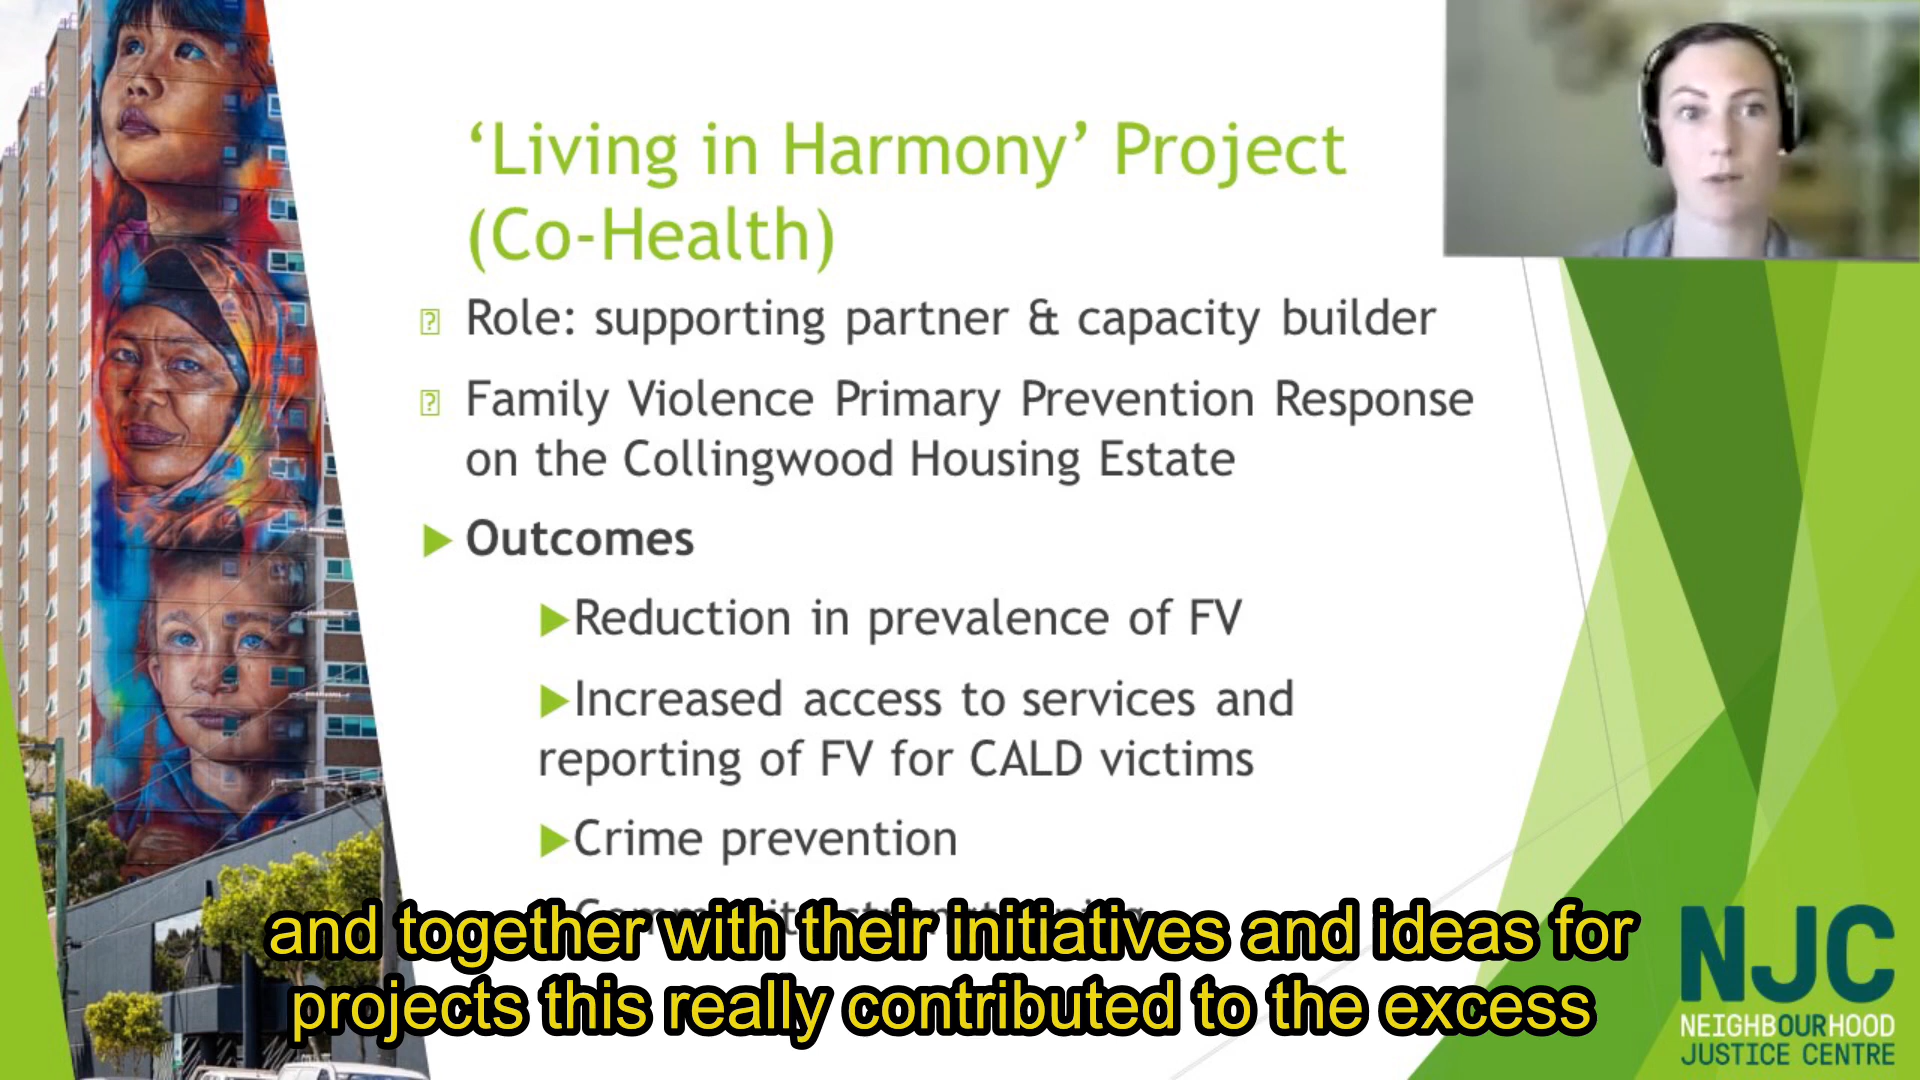 ‘Living in Harmony’ Project
(Co-Health)
Role: supporting partner & capacity builder
Family Violence Primary Prevention Response
on the Collingwood Housing Estate
Outcomes
Reduction in prevalence of FV
Increased access to services and
reporting of FV for CALD victims
Crime prevention
and together with their initiatives and ideas for
projects this really contributed to the excess
NJC
NEIGHBOURHOOD
JUSTICE CENTRE